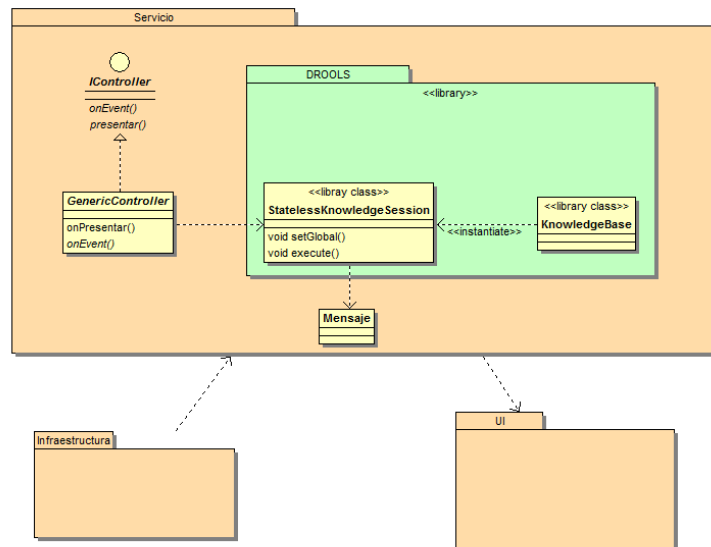 Servicio
IController
onEvent()
presentar()
DROOLS
<<library>>
GenericController
onPresentar()
onEvent()
<<libray class>>
StatelessKnowledgeSession
void setGlobal()
void execute()
<<instantiate>>
<<library class>>
KnowledgeBase
Mensaje
Infraestructura
UI